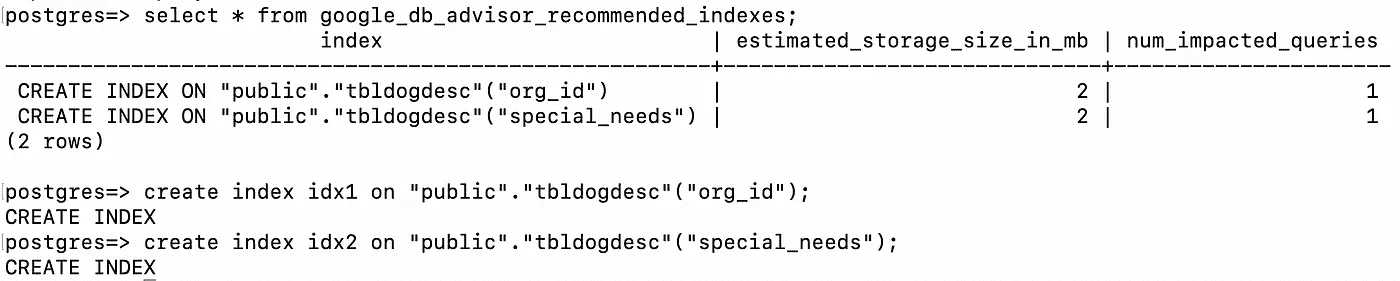 postgres=> select * from google_db_advisor_recommended_indexes;
index | estimated_storage_size_in_mb | num_impacted_queries
--------------------------------------------------------+-------------------------------+----------------------
CREATE INDEX ON "public"."tbldogdesc"("org_id") | 2 | 1
CREATE INDEX ON "public"."tbldogdesc"("special_needs") | 2 | 1
(2 rows)
postgres=> create index idx1 on "public"."tbldogdesc"("org_id");
CREATE INDEX
postgres=> create index idx2 on "public"."tbldogdesc"("special_needs");
CREATE INDEX